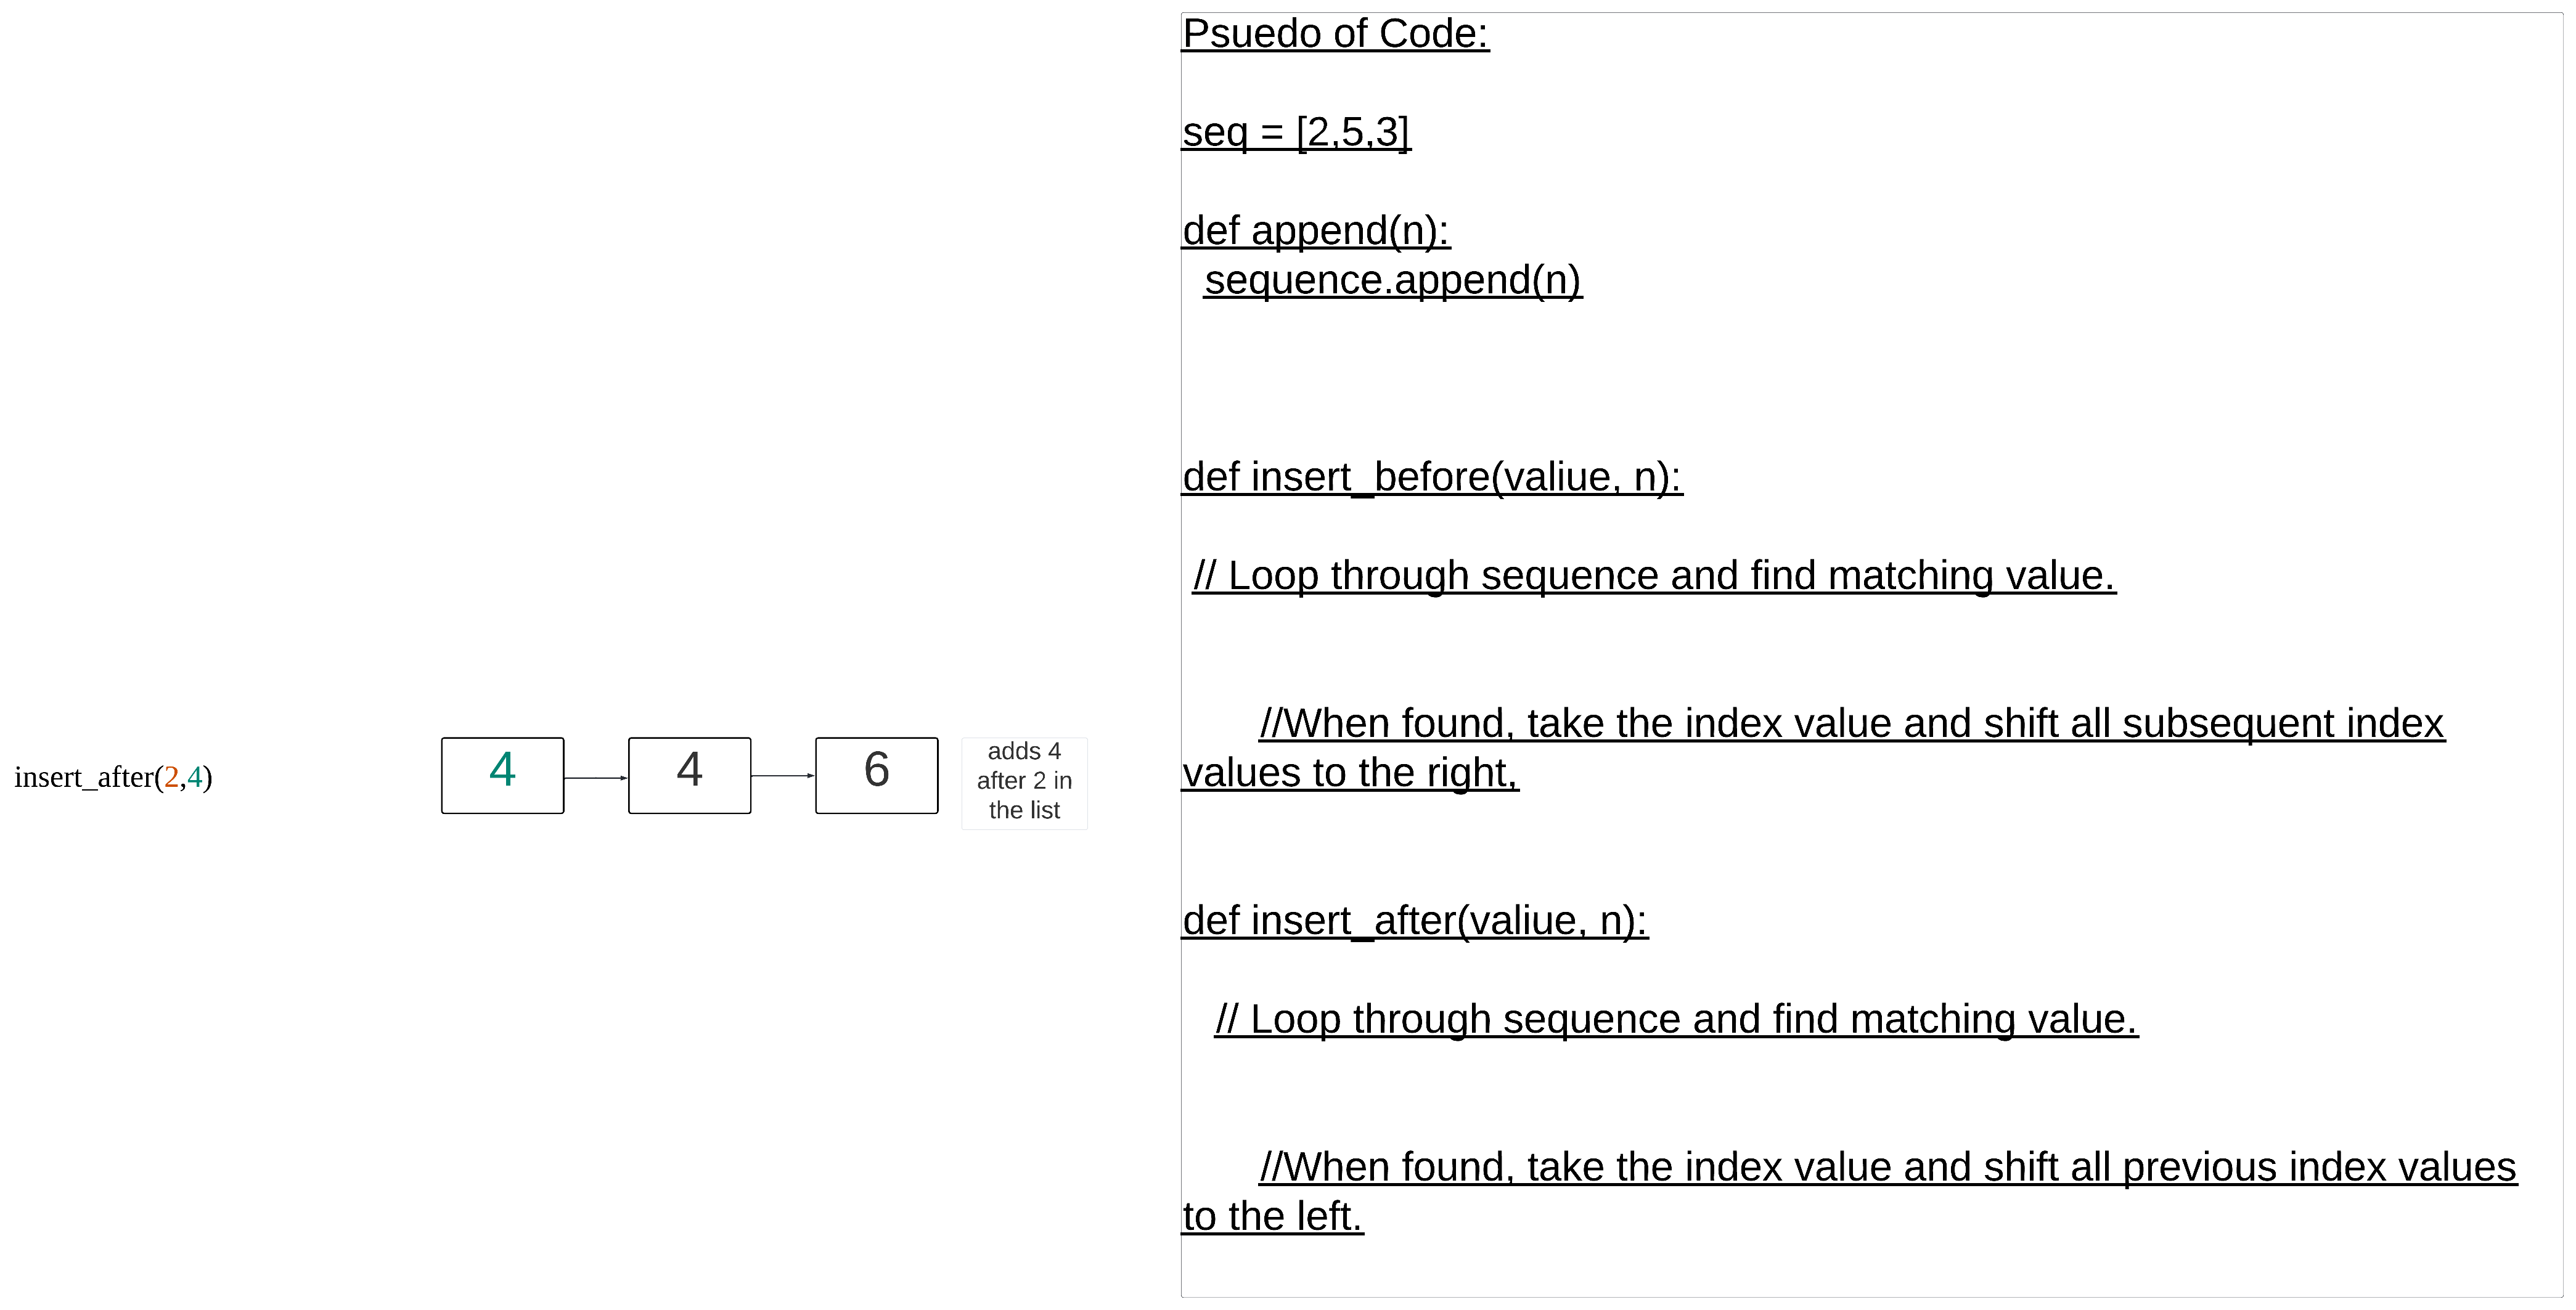 insert_after(2,4)
4
4
6
adds 4
after 2 in
the list
Psuedo of Code:
seq = [2,5,3]
def append(n):
sequence.append(n)
def insert_before(valiue, n):
// Loop through sequence and find matching value.
//When found, take the index value and shift all subsequent index
values to the right,
def insert_after(valiue, n):
// Loop through sequence and find matching value.
//When found, take the index value and shift all previous index values
to the left.